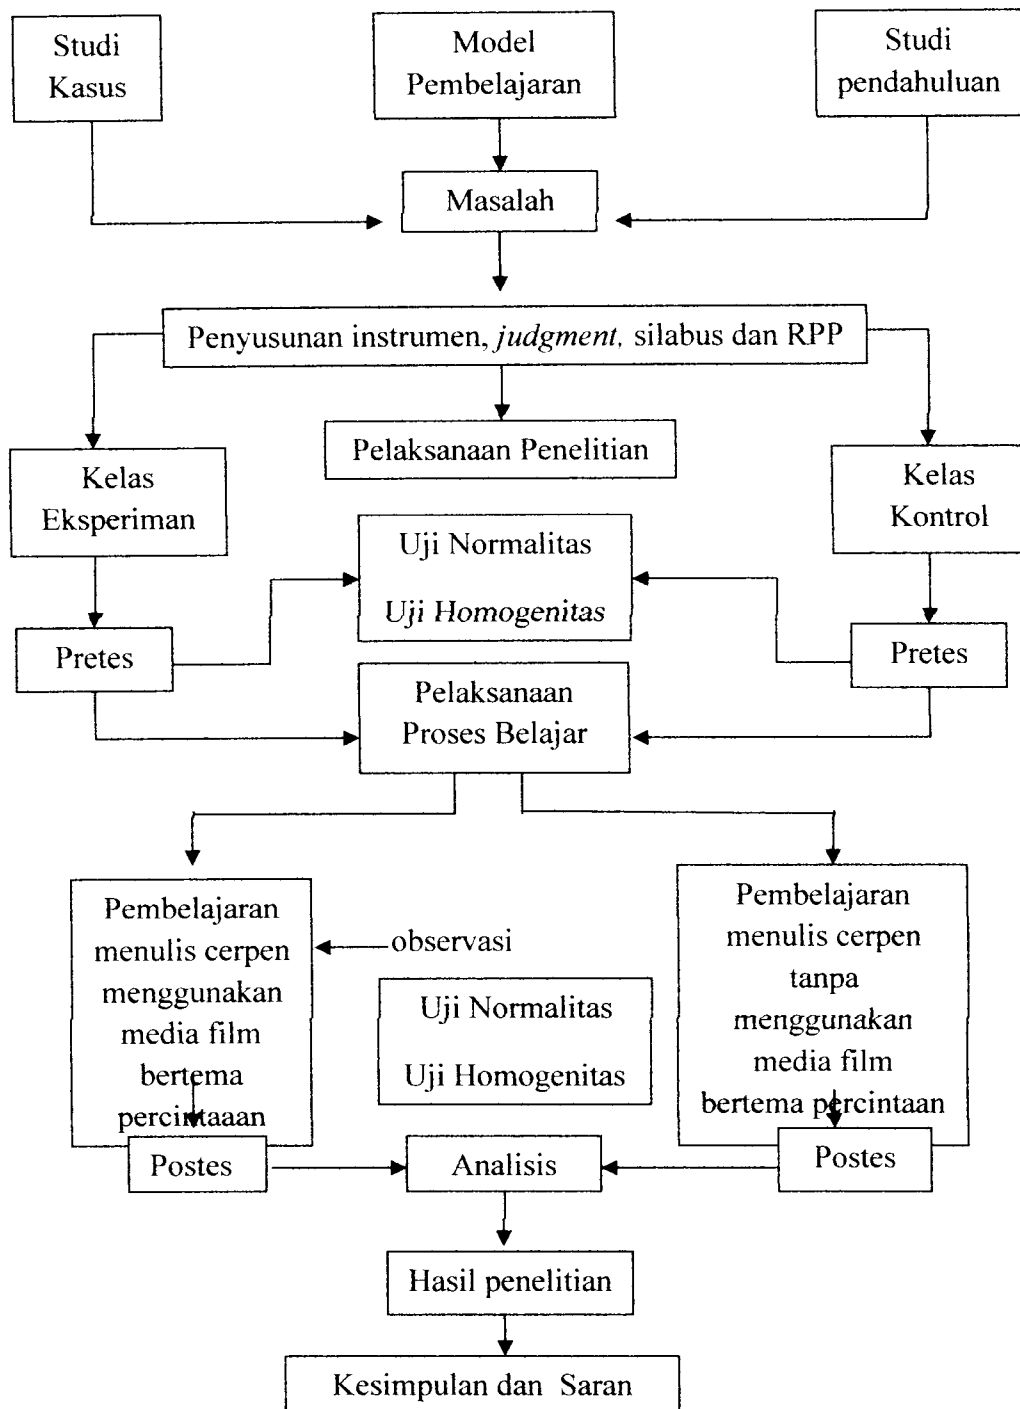 Studi
Kasus
Model
Pembelajaran
Studi
pendahuluan
Masalah
Penyusunan instrumen, judgment, silabus dan RPP
Pelaksanaan Penelitian
Kelas
Eksperiman
Kelas
Kontrol
Uji Normalitas
Uji Homogenitas
Pretes
Pretes
Pelaksanaan
Proses Belajar
Pembelajaran
menulis cerpen
menggunakan
media film
bertema
percintaaan
observasi
Pembelajaran
menulis cerpen
tanpa
menggunakan
media film
bertema percintaan
Uji Normalitas
Uji Homogenitas
Postes
Analisis
Postes
Hasil penelitian
Kesimpulan dan Saran